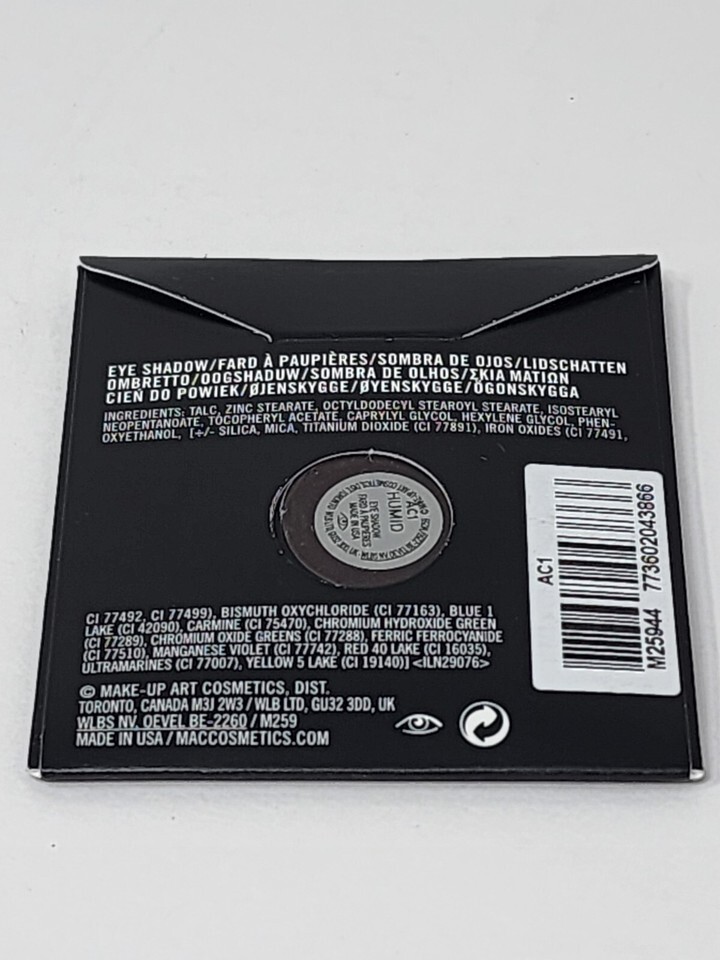 EYE SHADOW/FARD À PAUPIÈRES/SOMBRA DE OJOS/LIDSCHATTEN
OMBRETTO/OOGSHADUW/SOMBRA DE OLHOS/ΣΚΙΑ ΜΑΤΙΩΝ
CIEN DO POWIEK/ØJENSKYGGE/ØYENSKYGGE/ÖGONSKYGGA
INGREDIENTS: TALC, ZINC STEARATE, OCTYLDODECYL STEAROYL STEARATE, ISOSTEARYL
NEOPENTANOATE, TOCOPHERYL ACETATE, CAPRYLYL GLYCOL, HEXYLENE GLYCOL, PHEN-
OXYETHANOL, [+/- SILICA, MICA, TITANIUM DIOXIDE (CI 77891), IRON OXIDES (CI 77491,
AC1
HUMID
EYE SHADOW
FARD À PAUPIÈRES
MADE IN USA
CI 77492, CI 77499), BISMUTH OXYCHLORIDE (CI 77163), BLUE 1
LAKE (CI 42090), CARMINE (CI 75470), CHROMIUM HYDROXIDE GREEN
(CI 77289), CHROMIUM OXIDE GREENS (CI 77288), FERRIC FERROCYANIDE
(CI 77510), MANGANESE VIOLET (CI 77742), RED 40 LAKE (CI 16035),
ULTRAMARINES (CI 77007), YELLOW 5 LAKE (CI 19140)] <ILN29076>
© MAKE-UP ART COSMETICS, DIST.
TORONTO, CANADA M3J 2W3 / WLB LTD, GU32 3DD, UK
WLBS NV. OEVEL BE-2260 / M259
MADE IN USA / MACCOSMETICS.COM
AC1
M25944 773602043866